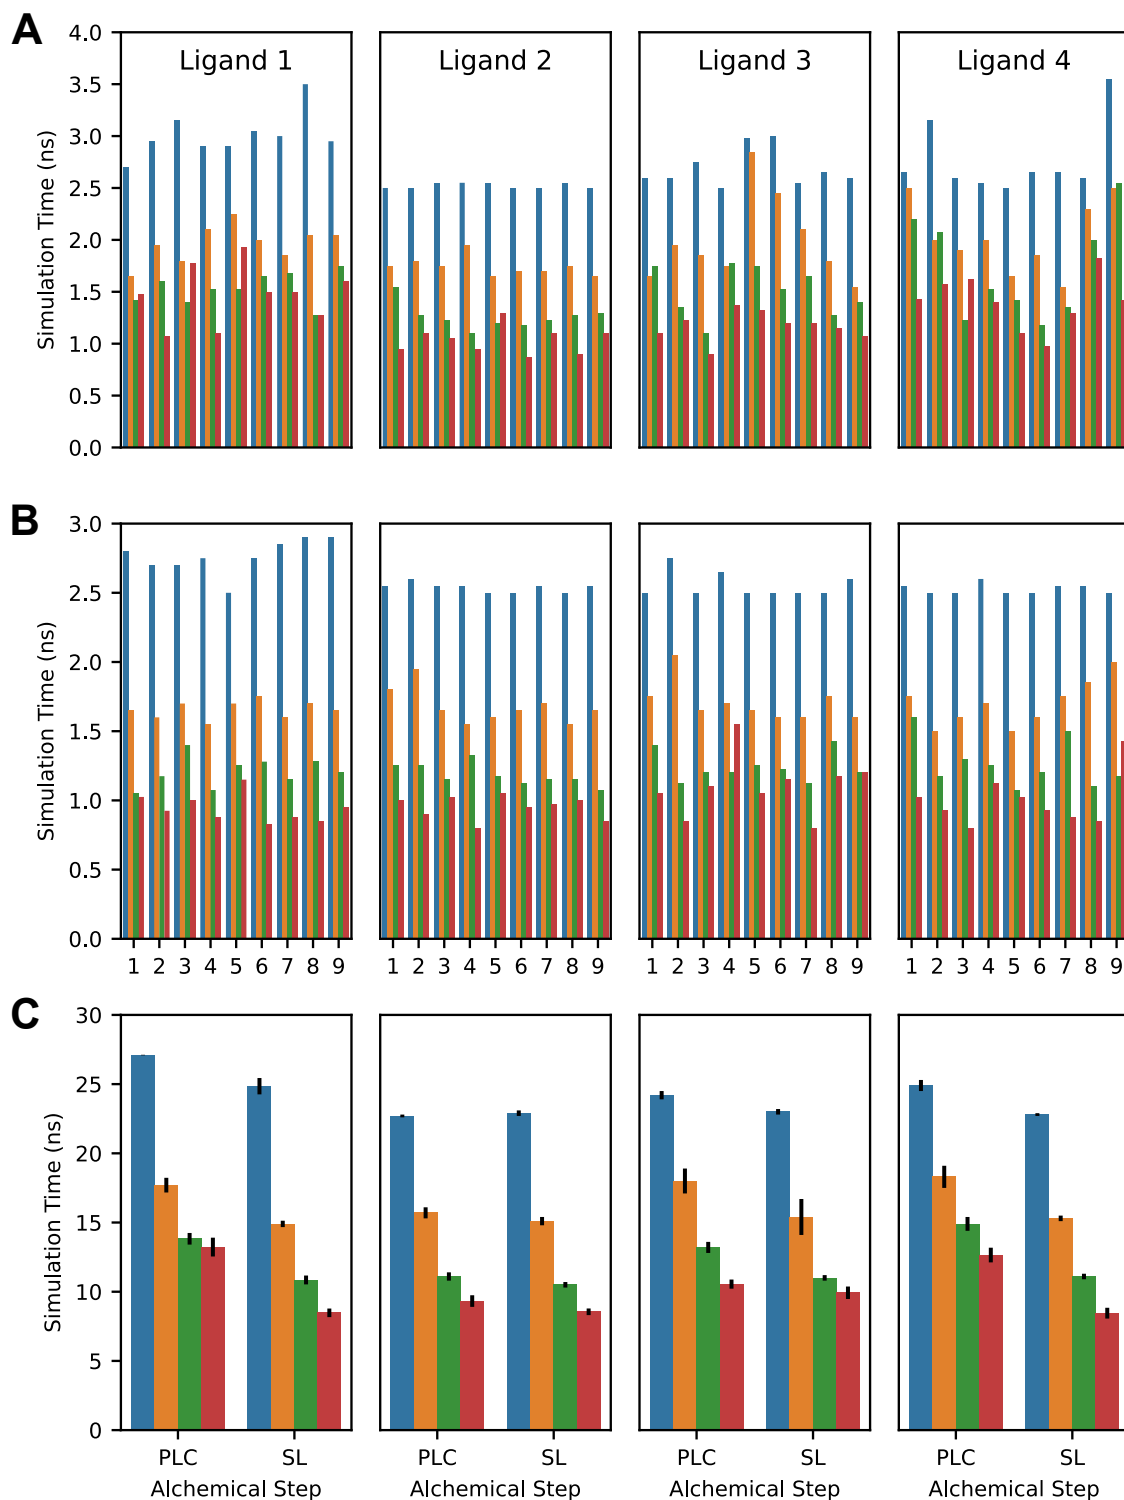 A
Ligand 1 Ligand 2 Ligand 3 Ligand 4
4.0
3.5
3.0
2.5
2.0
1.5
1.0
0.5
0.0
Simulation Time (ns)
B
3.0
2.5
2.0
1.5
1.0
0.5
0.0
Simulation Time (ns)
1 2 3 4 5 6 7 8 9 1 2 3 4 5 6 7 8 9 1 2 3 4 5 6 7 8 9 1 2 3 4 5 6 7 8 9
C
30
25
20
15
10
5
0
Simulation Time (ns)
PLC SL PLC SL PLC SL PLC SL
Alchemical Step Alchemical Step Alchemical Step Alchemical Step